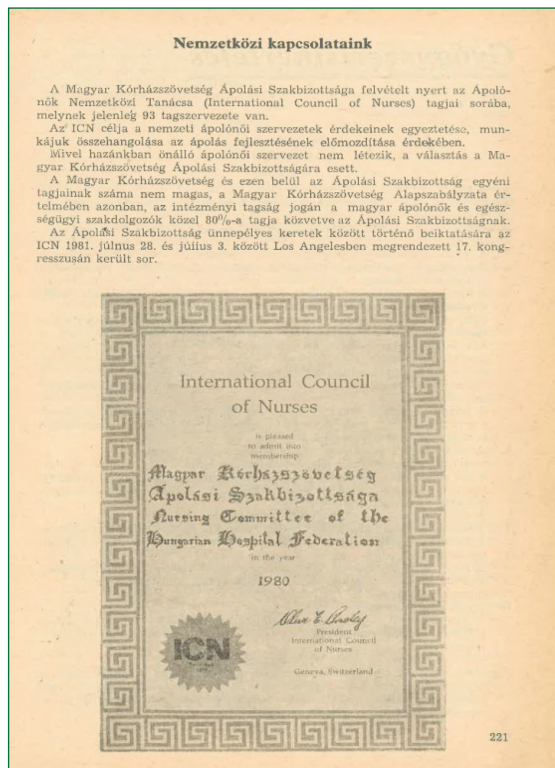 Nemzetközi kapcsolataink
A Magyar Kórházszövetség Ápolási Szakbizottsága felvételt nyert az Ápoló-
nők Nemzetközi Tanácsa (International Council of Nurses) tagjai sorába,
melynek jelenleg 93 tagszervezete van.
Az ICN célja a nemzeti ápolónői szervezetek érdekeinek egyeztetése, mun-
kájuk összehangolása az ápolás fejlesztésének előmozdítása érdekében.
Mivel hazánkban önálló ápolónői szervezet nem létezik, a választás a Ma-
gyar Kórházszövetség Ápolási Szakbizottságára esett.
A Magyar Kórházszövetség és ezen belül az Ápolási Szakbizottság egyéni
tagjainak száma nem magas, a Magyar Kórházszövetség Alapszabályzata ér-
telmében azonban, az intézményi tagság jogán a magyar ápolónők és egész-
ségügyi szakdolgozók közel 80%-a tagja közvetve az Ápolási Szakbizottságnak.
Az Ápolási Szakbizottság ünnepélyes keretek között történő beiktatására az
ICN 1981. júlnus 28. és júiius 3. között Los Angelesben megrendezett 17. kong-
resszusán került sor.
International Council
of Nurses
is pleased
to admit into
membership
Magyar Kórházszövetség
Ápolási Szakbizottsága
Nursing Committee of the
Hungarian Hospital Federation
in the year
1980
President
International Council
of Nurses
Geneva, Switzerland
ICN
221